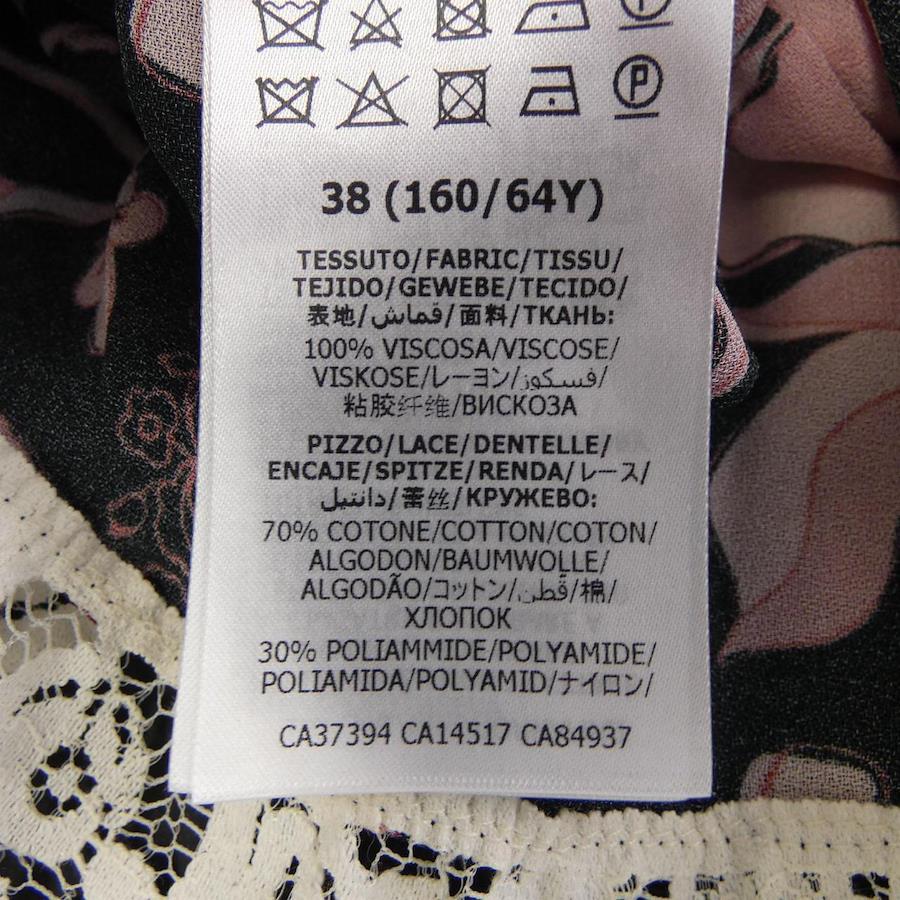 P
38 (160/64Y)
TESSUTO/FABRIC/TISSU/
TEJIDO/GEWEBE/TECIDO/
表地/قماش/面料/ТКАНЬ:
100% VISCOSA/VISCOSE/
VISKOSE/レーヨン/فسكوز/
粘胶纤维/ВИСКОЗА
PIZZO/LACE/DENTELLE/
ENCAJE/SPITZE/RENDA/レース/
دانتيل/蕾丝/КРУЖЕВО:
70% COTONE/COTTON/COTON/
ALGODON/BAUMWOLLE/
ALGODÃO/コットン/قطن/棉/
ХЛОПОК
30% POLIAMMIDE/POLYAMIDE/
POLIAMIDA/POLYAMID/ナイロン/
CA37394 CA14517 CA84937